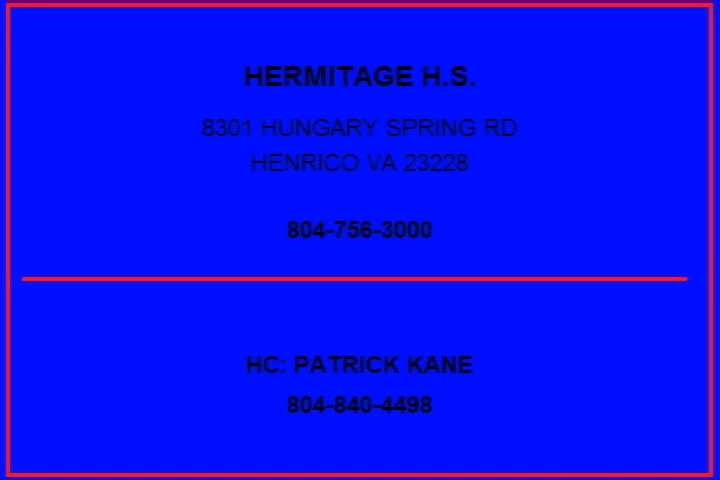 HERMITAGE H.S.
8301 HUNGARY SPRING RD
HENRICO VA 23228
804-756-3000
HC: PATRICK KANE
804-840-4498